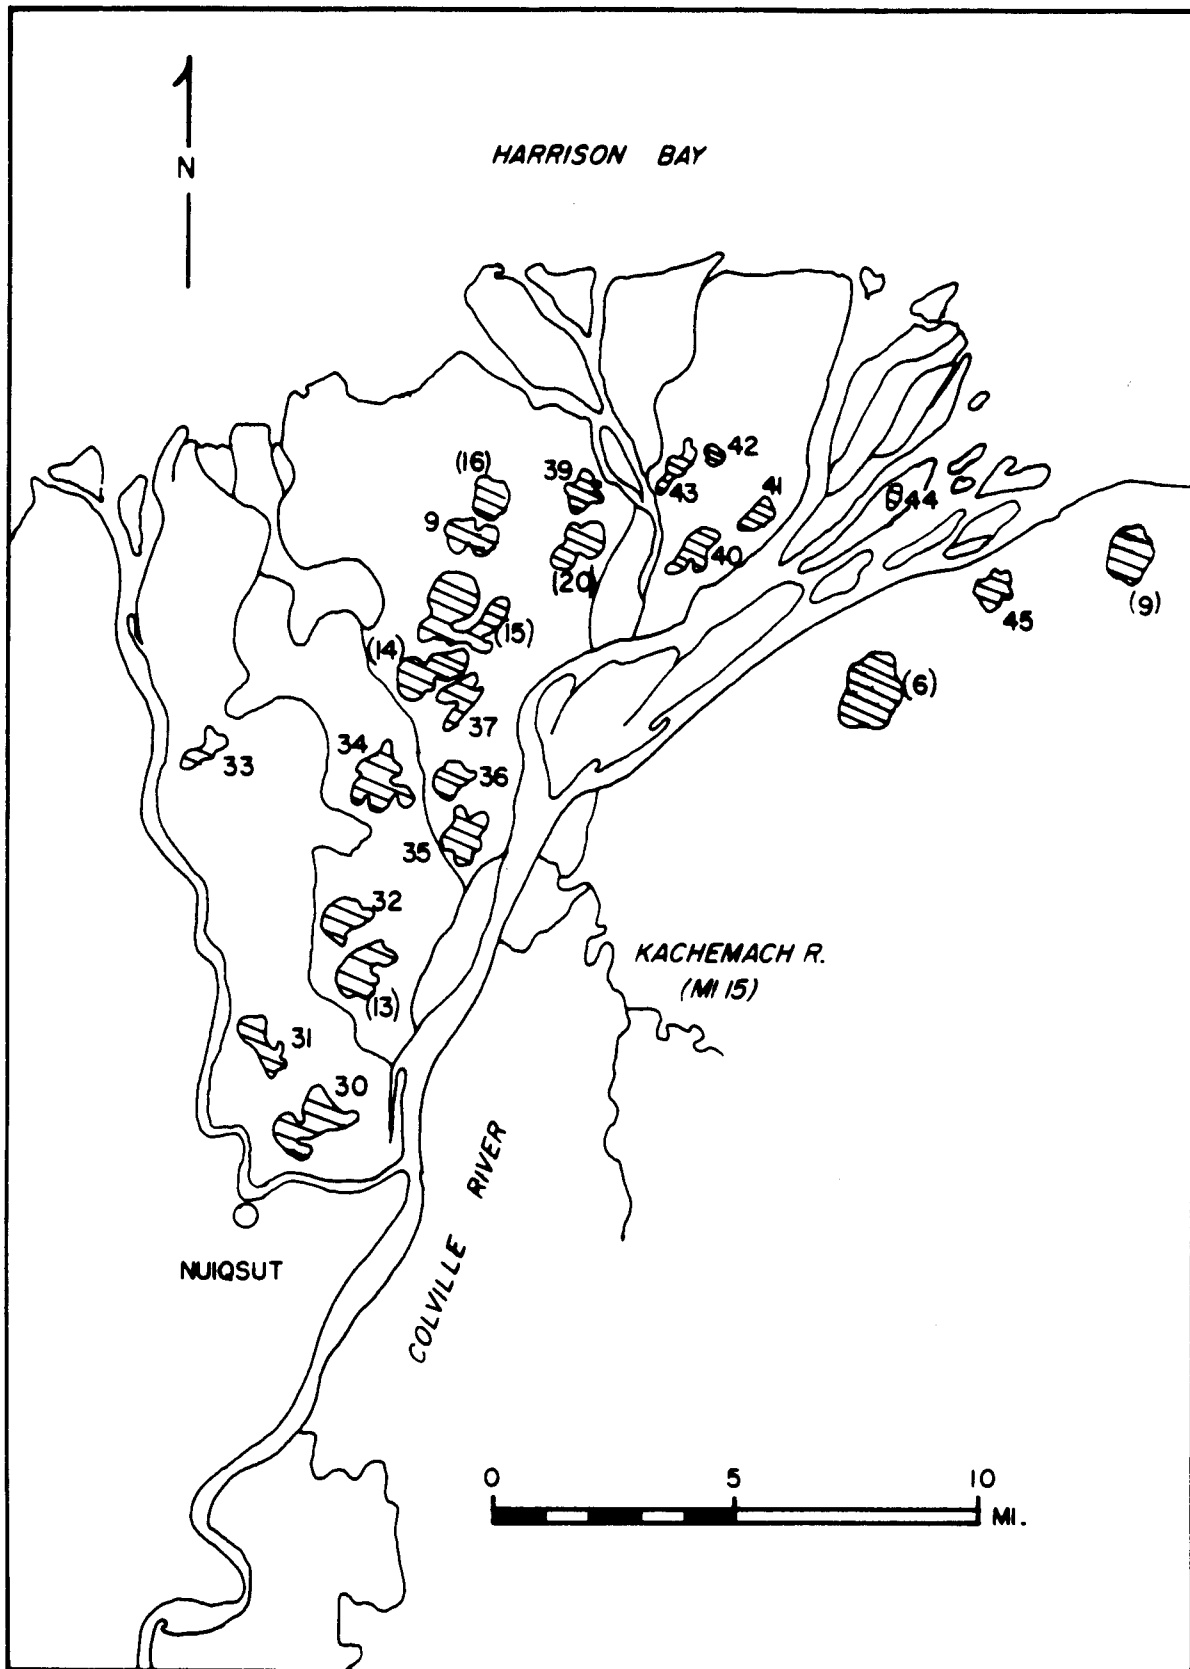 N
HARRISON BAY
(16)
39
42
43
41
9
44
40
(20)
(9)
45
(15)
(14)
(6)
37
34
33
36
35
32
KACHEMACH R.
(MI 15)
(13)
31
30
COLVILLE RIVER
NUIQSUT
0 5 10
MI.